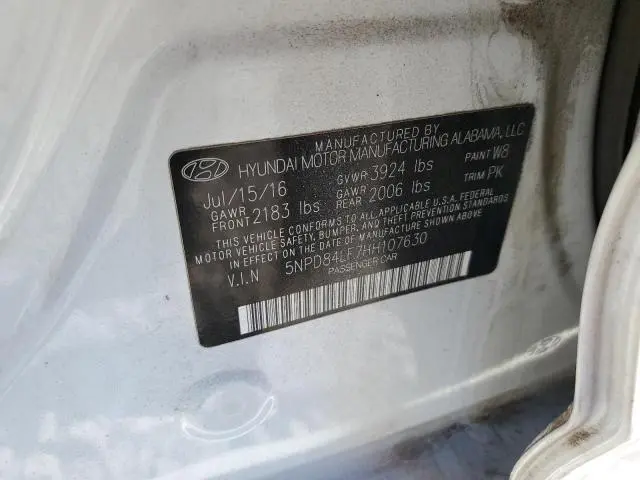 MANUFACTURED BY
HYUNDAI MOTOR MANUFACTURING ALABAMA, LLC
Jul/15/16 GVWR 3924 lbs PAINT W8
GAWR FRONT 2183 lbs GAWR REAR 2006 lbs TRIM PK
THIS VEHICLE CONFORMS TO ALL APPLICABLE U.S.A. FEDERAL
MOTOR VEHICLE SAFETY, BUMPER, AND THEFT PREVENTION STANDARDS
IN EFFECT ON THE DATE OF MANUFACTURE SHOWN ABOVE.
V.I.N 5NPD84LF7HH107630
PASSENGER CAR